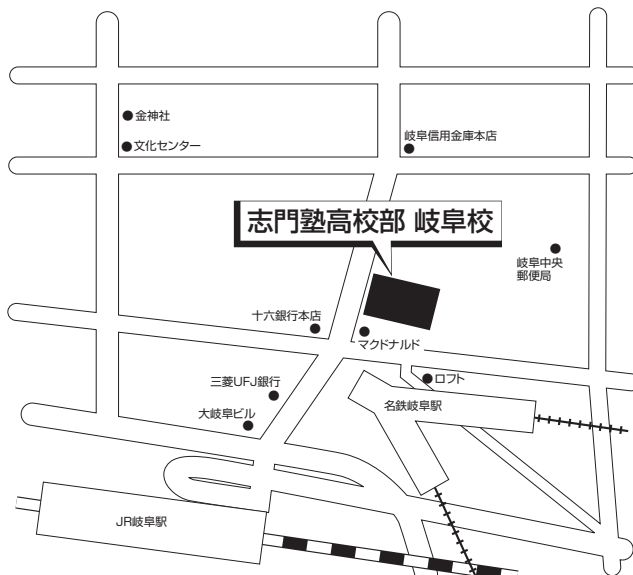 金神社
文化センター
岐阜信用金庫本店
志門塾高校部 岐阜校
岐阜中央
郵便局
十六銀行本店
マクドナルド
三菱UFJ銀行
ロフト
大岐阜ビル
名鉄岐阜駅
JR岐阜駅